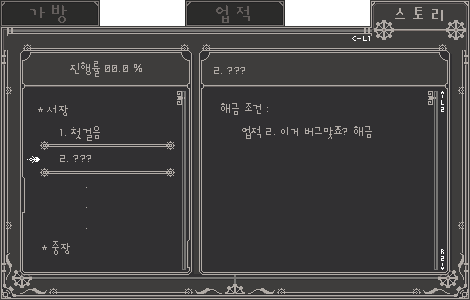 가방
업적
스토리
<-L1
진행률 00.0 %
* 서장
1. 첫걸음
2. ???
.
.
.
* 중장
2. ???
해금 조건 :
업적 2. 이거 버그맞죠? 해금
L2
R2